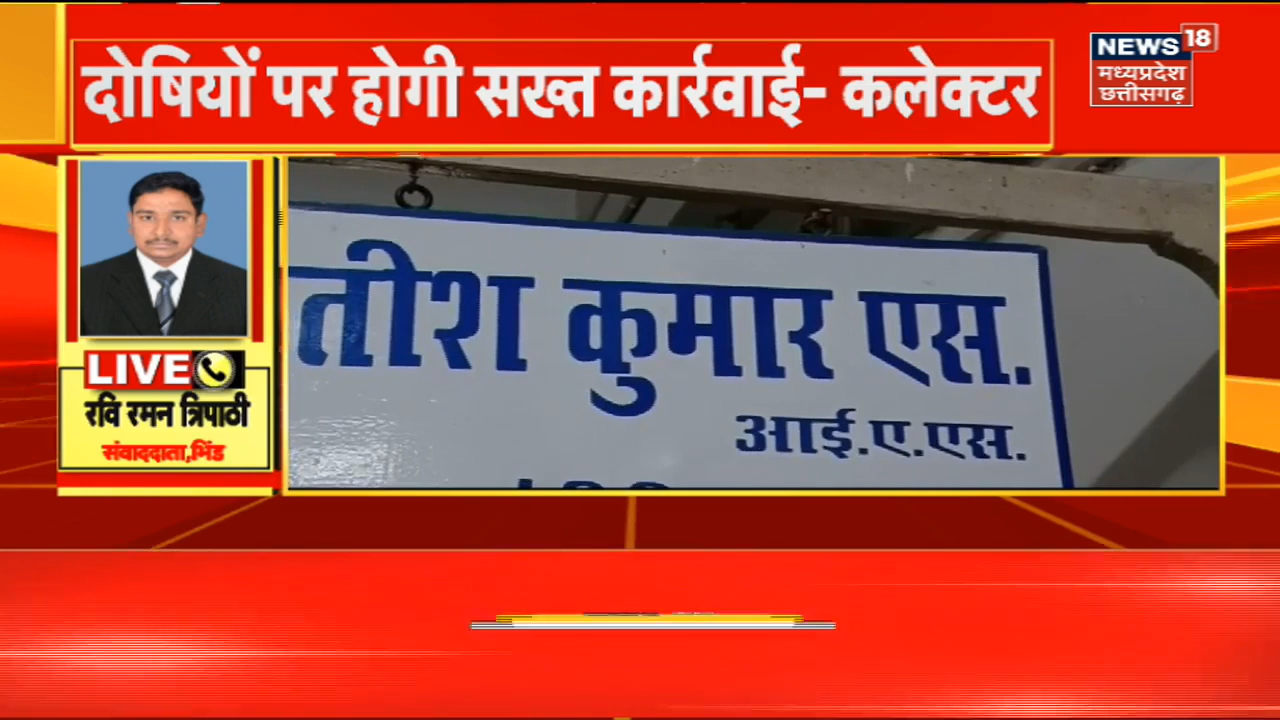 दोषियों पर होगी सख्त कार्रवाई- कलेक्टर
NEWS 18
मध्यप्रदेश
छत्तीसगढ़
तीश कुमार एस.
आई.ए.एस.
LIVE
रवि रमन त्रिपाठी
संवाददाता,भिंड